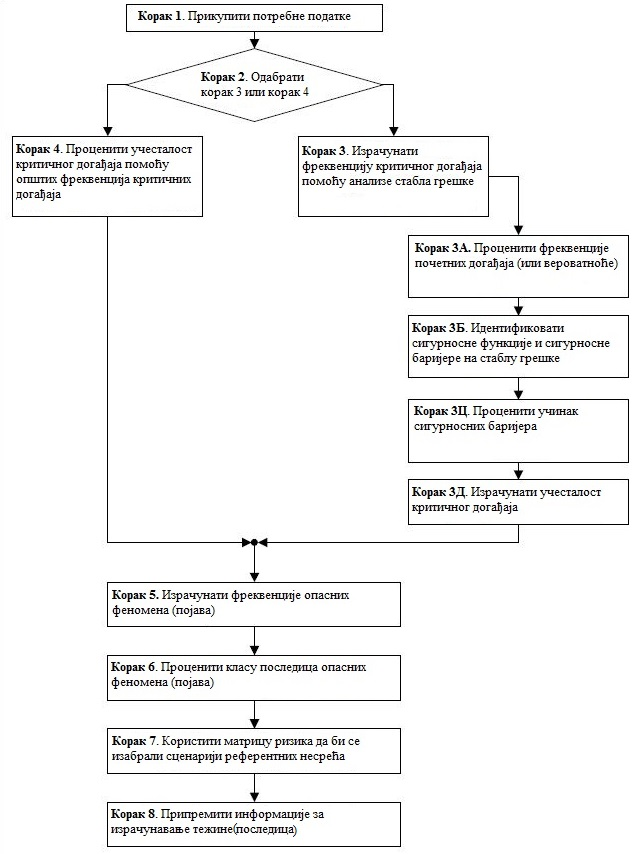 Корак 1. Прикупити потребне податке
Корак 2. Одабрати
корак 3 или корак 4
Корак 4. Проценити учесталост
критичног догађаја помоћу
општих фреквенција критичних
догађаја
Корак 3. Израчунати
фреквенцију критичног догађаја
помоћу анализе стабла грешке
Корак 3А. Проценити фреквенције
почетних догађаја (или вероватноће)
Корак 3Б. Идентификовати
сигурносне функције и сигурносне
баријере на стаблу грешке
Корак 3Ц. Проценити учинак
сигурносних баријера
Корак 3Д. Израчунати учесталост
критичног догађаја
Корак 5. Израчунати фреквенције опасних
феномена (појава)
Корак 6. Проценити класу последица опасних
феномена (појава)
Корак 7. Користити матрицу ризика да би се
изабрали сценарији референтних несрећа
Корак 8. Припремити информације за
израчунавање тежине(последица)